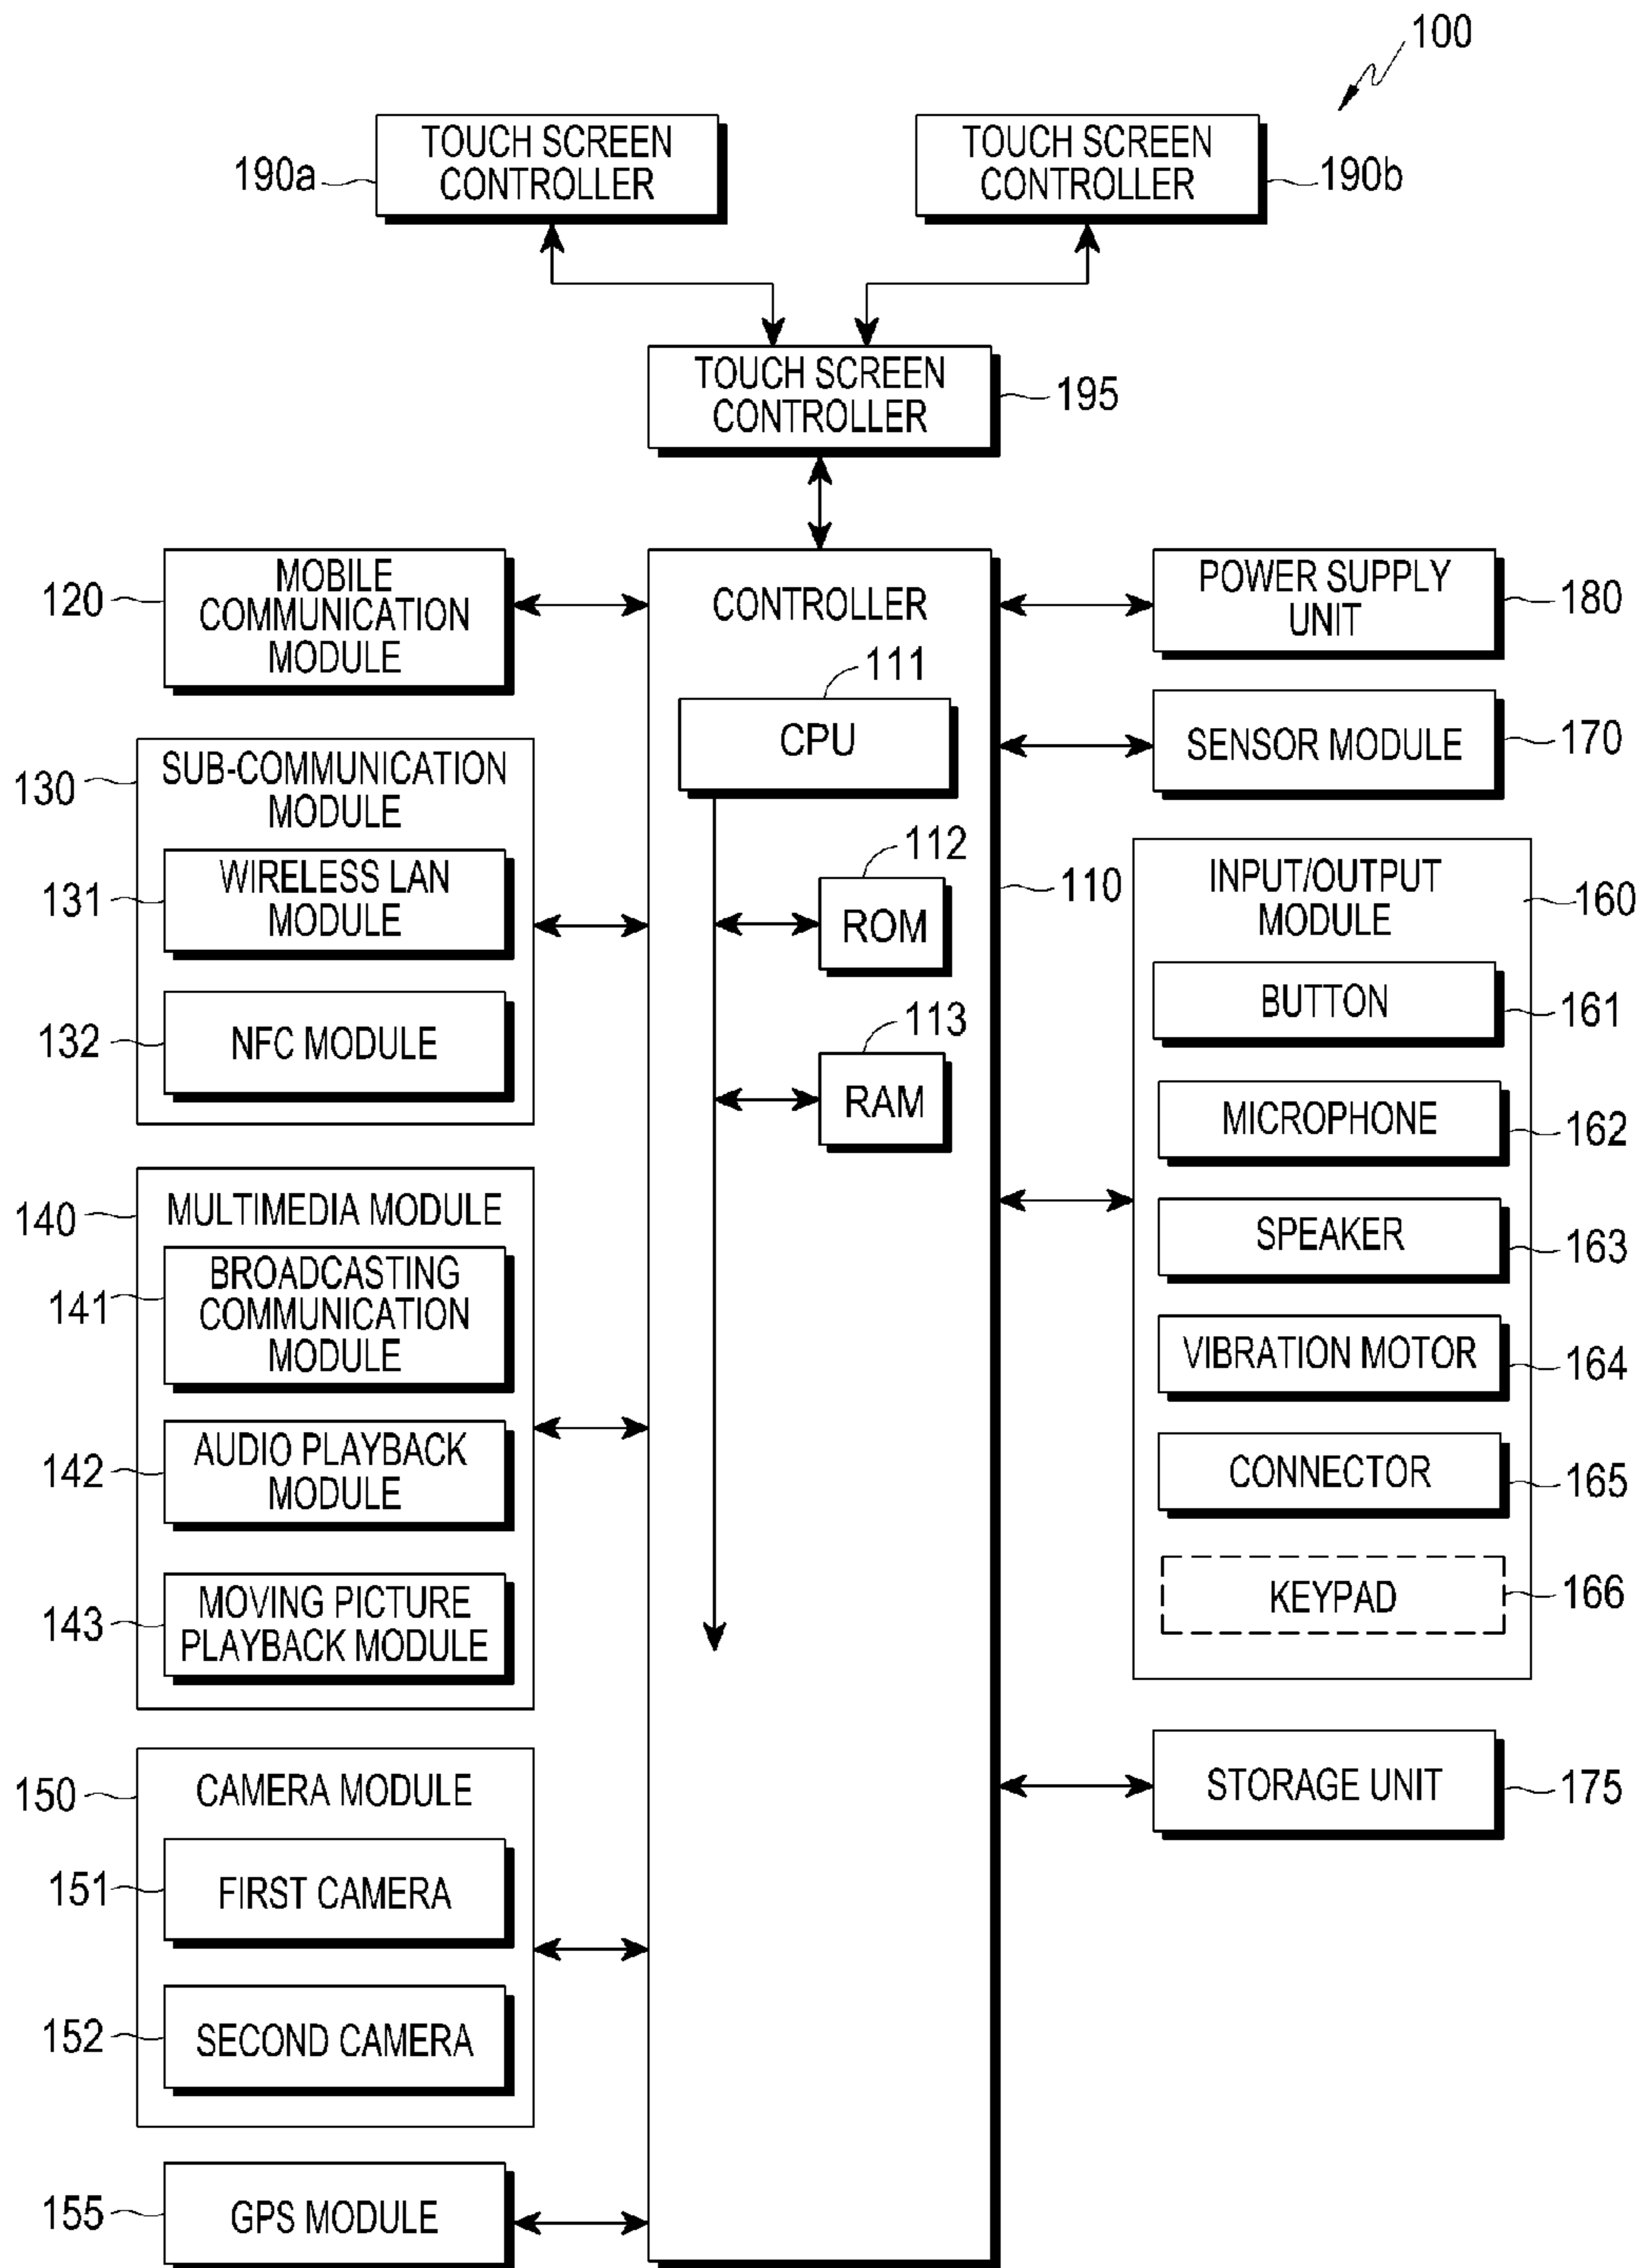 100
TOUCH SCREEN
CONTROLLER
190a
TOUCH SCREEN
CONTROLLER
190b
TOUCH SCREEN
CONTROLLER
195
MOBILE
COMMUNICATION
MODULE
120
SUB-COMMUNICATION
MODULE
130
WIRELESS LAN
MODULE
131
NFC MODULE
132
MULTIMEDIA MODULE
140
BROADCASTING
COMMUNICATION
MODULE
141
AUDIO PLAYBACK
MODULE
142
MOVING PICTURE
PLAYBACK MODULE
143
CAMERA MODULE
150
FIRST CAMERA
151
SECOND CAMERA
152
GPS MODULE
155
CONTROLLER
110
111
CPU
112
ROM
113
RAM
POWER SUPPLY
UNIT
180
SENSOR MODULE
170
INPUT/OUTPUT
MODULE
160
BUTTON
161
MICROPHONE
162
SPEAKER
163
VIBRATION MOTOR
164
CONNECTOR
165
KEYPAD
166
STORAGE UNIT
175